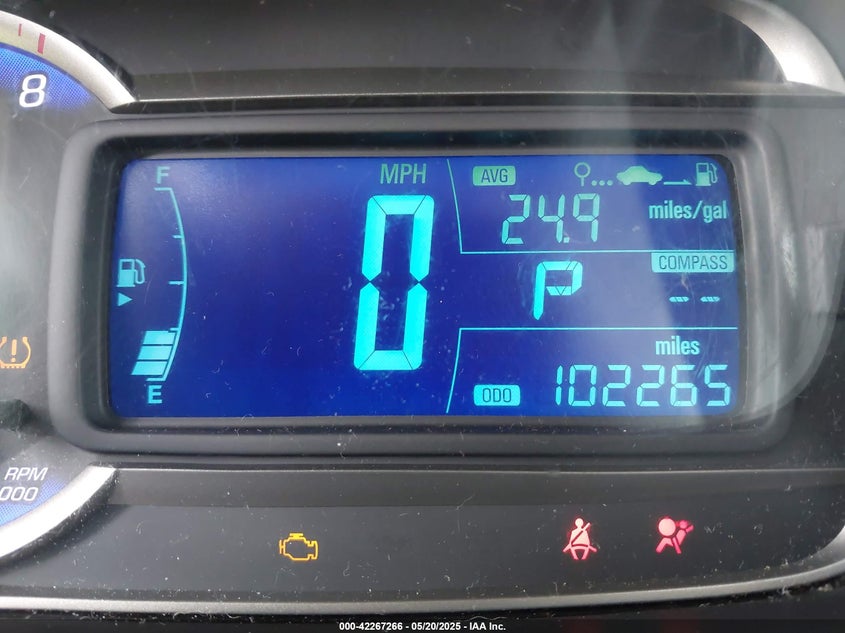 8
F
MPH
AVG
24.9
miles/gal
0
COMPASS
P
--
E
miles
ODO
102265
RPM
000
000-42267266 - 05/20/2025 - IAA Inc.